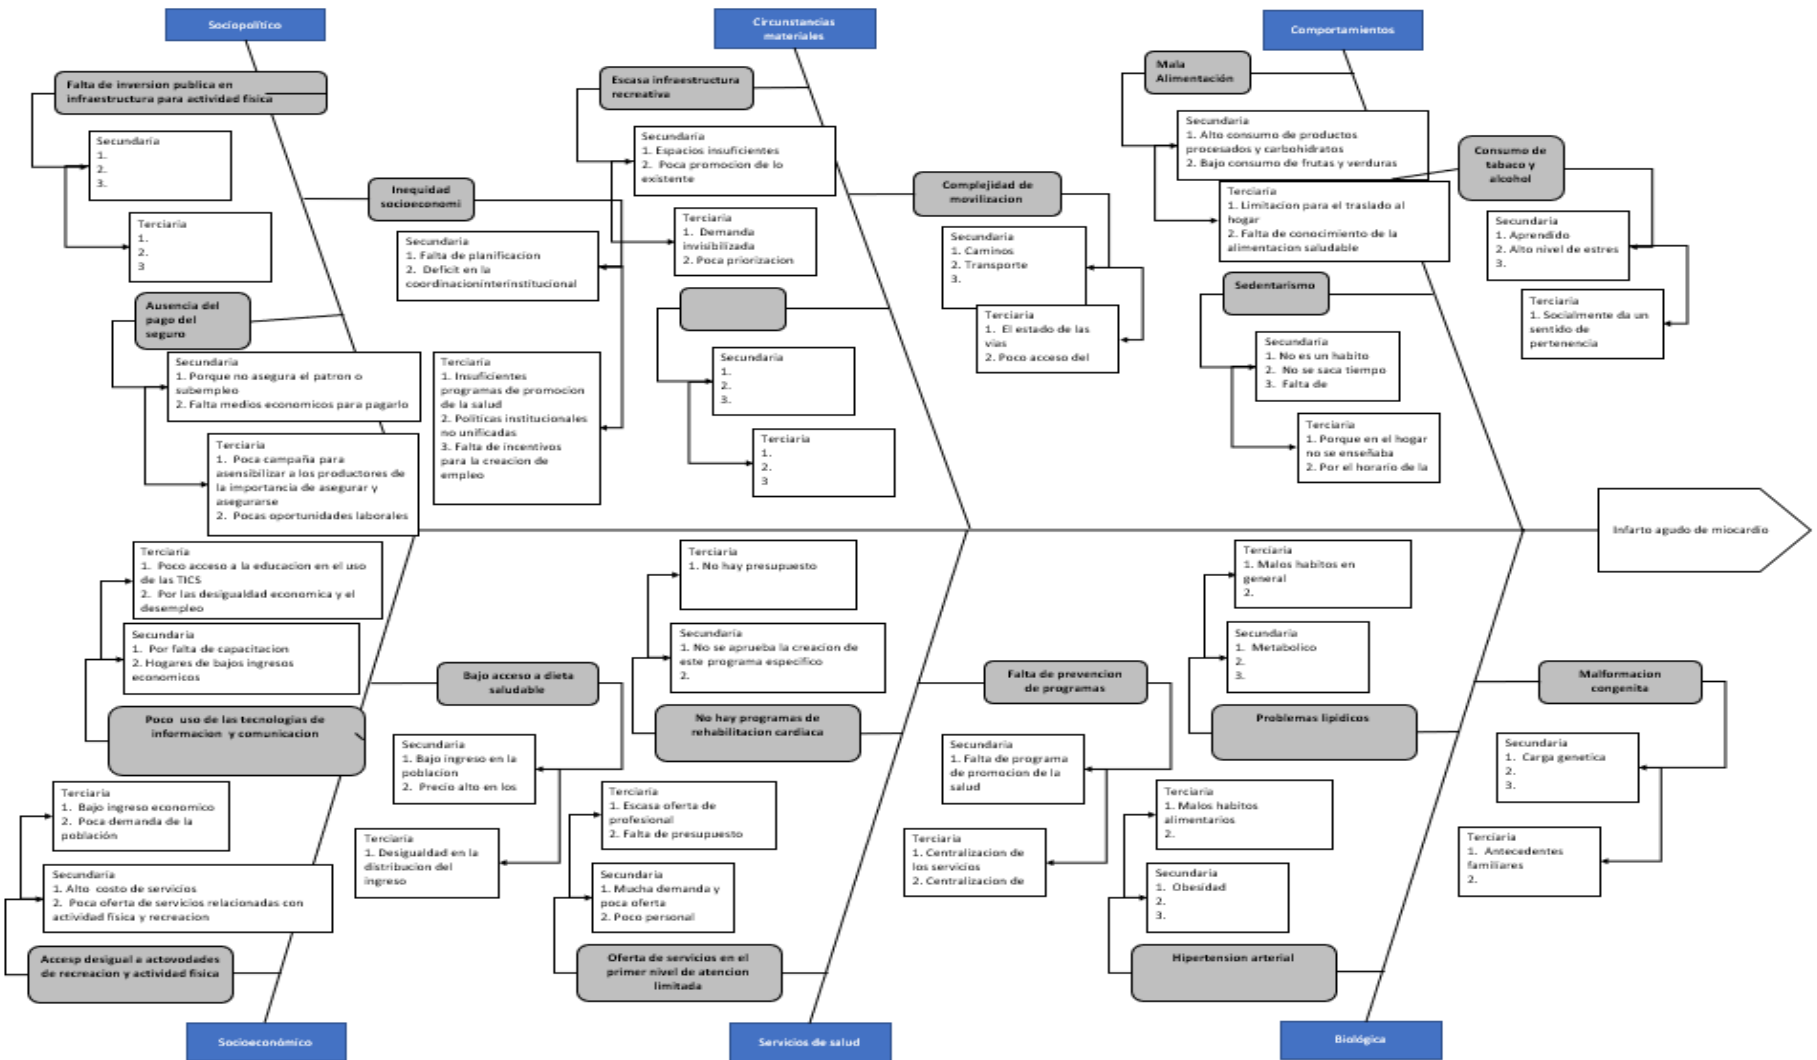 Sociopolítico
Falta de inversion publica en
infraestructura para actividad fisica
Secundaria
1.
2.
3.
Terciaria
1.
2.
3
Inequidad
socioeconomi
Secundaria
1. Falta de planificacion
2. Deficit en la
coordinacioninterinstitucional
Terciaria
1. Insuficientes
programas de promocion
de la salud
2. Políticas institucionales
no unificadas
3. Falta de incentivos
para la creacion de
empleo
Ausencia del
pago del
seguro
Secundaria
1. Porque no asegura el patron o
subempleo
2. Falta medios economicos para pagarlo
Terciaria
1. Poca campaña para
asensibilizar a los productores de
la importancia de asegurar y
asegurarse
2. Pocas oportunidades laborales
Circunstancias
materiales
Escasa infraestructura
recreativa
Secundaria
1. Espacios insuficientes
2. Poca promocion de lo
existente
Terciaria
1. Demanda
invisibilizada
2. Poca priorizacion
Secundaria
1.
2.
3.
Terciaria
1.
2.
3
Complejidad de
movilizacion
Secundaria
1. Caminos
2. Transporte
3.
Terciaria
1. El estado de las
vias
2. Poco acceso del
Comportamientos
Mala
Alimentación
Secundaria
1. Alto consumo de productos
procesados y carbohidratos
2. Bajo consumo de frutas y verduras
Terciaria
1. Limitacion para el traslado al
hogar
2. Falta de conocimiento de la
alimentacion saludable
Consumo de
tabaco y
alcohol
Secundaria
1. Aprendido
2. Alto nivel de estres
3.
Terciaria
1. Socialmente da un
sentido de
pertenencia
Sedentarismo
Secundaria
1. No es un habito
2. No se saca tiempo
3. Falta de
Terciaria
1. Porque en el hogar
no se enseñaba
2. Por el horario de la
Infarto agudo de miocardio
Terciaria
1. Poco acceso a la educacion en el uso
de las TICS
2. Por las desigualdad economica y el
desempleo
Secundaria
1. Por falta de capacitacion
2. Hogares de bajos ingresos
economicos
Poco uso de las tecnologias de
informacion y comunicacion
Terciaria
1. Bajo ingreso economico
2. Poca demanda de la
población
Secundaria
1. Alto costo de servicios
2. Poca oferta de servicios relacionadas con
actividad fisica y recreacion
Accesp desigual a actovodades
de recreacion y actividad fisica
Bajo acceso a dieta
saludable
Secundaria
1. Bajo ingreso en la
poblacion
2. Precio alto en los
Terciaria
1. Desigualdad en la
distribucion del
ingreso
Socioeconómico
Terciaria
1. No hay presupuesto
Secundaria
1. No se aprueba la creacion de
este programa especifico
2.
No hay programas de
rehabilitacion cardiaca
Terciaria
1. Escasa oferta de
profesional
2. Falta de presupuesto
Secundaria
1. Mucha demanda y
poca oferta
2. Poco personal
Oferta de servicios en el
primer nivel de atencion
limitada
Falta de prevencion
de programas
Secundaria
1. Falta de programa
de promocion de la
salud
Terciaria
1. Centralizacion de
los servicios
2. Centralizacion de
Servicios de salud
Terciaria
1. Malos habitos en
general
2.
Secundaria
1. Metabolico
2.
3.
Problemas lipídicos
Terciaria
1. Malos habitos
alimentarios
2.
Secundaria
1. Obesidad
2.
3.
Hipertension arterial
Malformacion
congenita
Secundaria
1. Carga genetica
2.
3.
Terciaria
1. Antecedentes
familiares
2.
Biológica